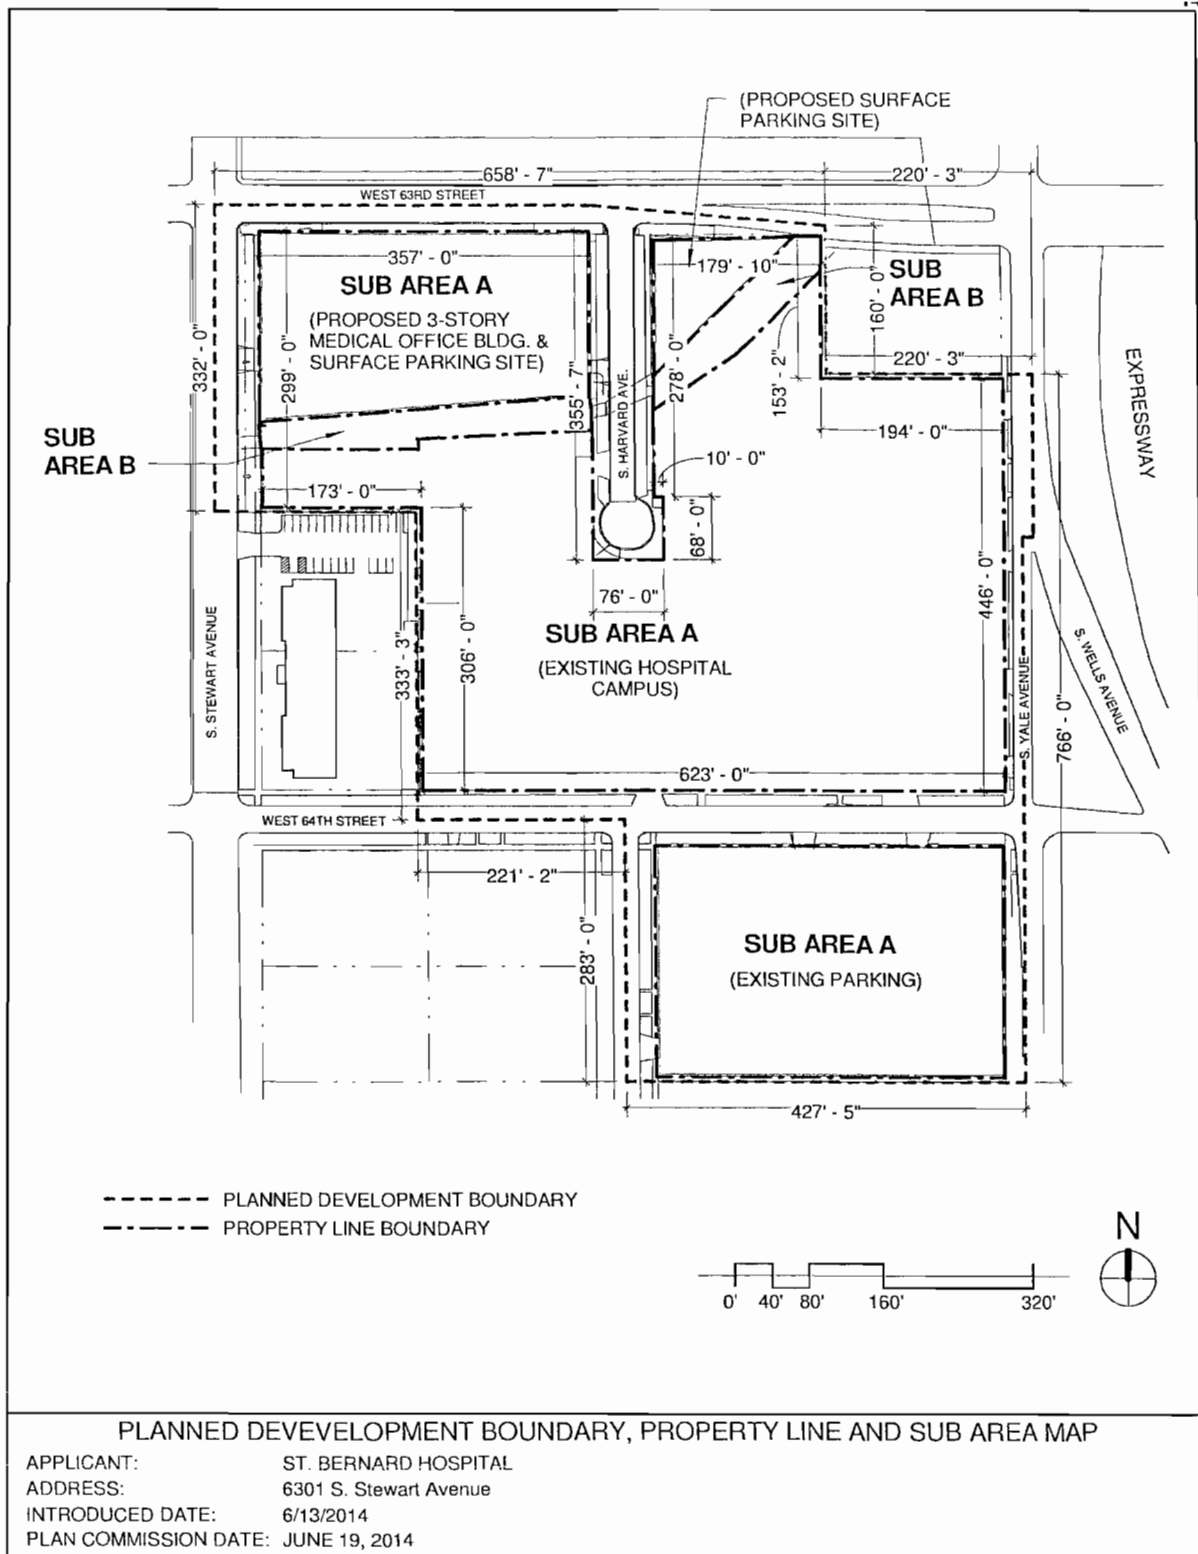 (PROPOSED SURFACE
PARKING SITE)
658' - 7"
220' - 3"
WEST 63RD STREET
357' - 0"
SUB AREA A
(PROPOSED 3-STORY
MEDICAL OFFICE BLDG. &
SURFACE PARKING SITE)
179' - 10"
SUB
AREA B
160' - 0"
332' - 0"
299' - 0"
355' - 7"
S. HARVARD AVE.
278' - 0"
153' - 2"
220' - 3"
EXPRESSWAY
194' - 0"
SUB
AREA B
10' - 0"
173' - 0"
68' - 0"
76' - 0"
446' - 0"
S. STEWART AVENUE
333' - 3"
306' - 0"
SUB AREA A
(EXISTING HOSPITAL
CAMPUS)
S. YALE AVENUE
766' - 0"
S. WELLS AVENUE
623' - 0"
WEST 64TH STREET
221' - 2"
283' - 0"
SUB AREA A
(EXISTING PARKING)
427' - 5"
PLANNED DEVELOPMENT BOUNDARY
PROPERTY LINE BOUNDARY
N
0' 40' 80' 160' 320'
PLANNED DEVEVELOPMENT BOUNDARY, PROPERTY LINE AND SUB AREA MAP
APPLICANT: ST. BERNARD HOSPITAL
ADDRESS: 6301 S. Stewart Avenue
INTRODUCED DATE: 6/13/2014
PLAN COMMISSION DATE: JUNE 19, 2014